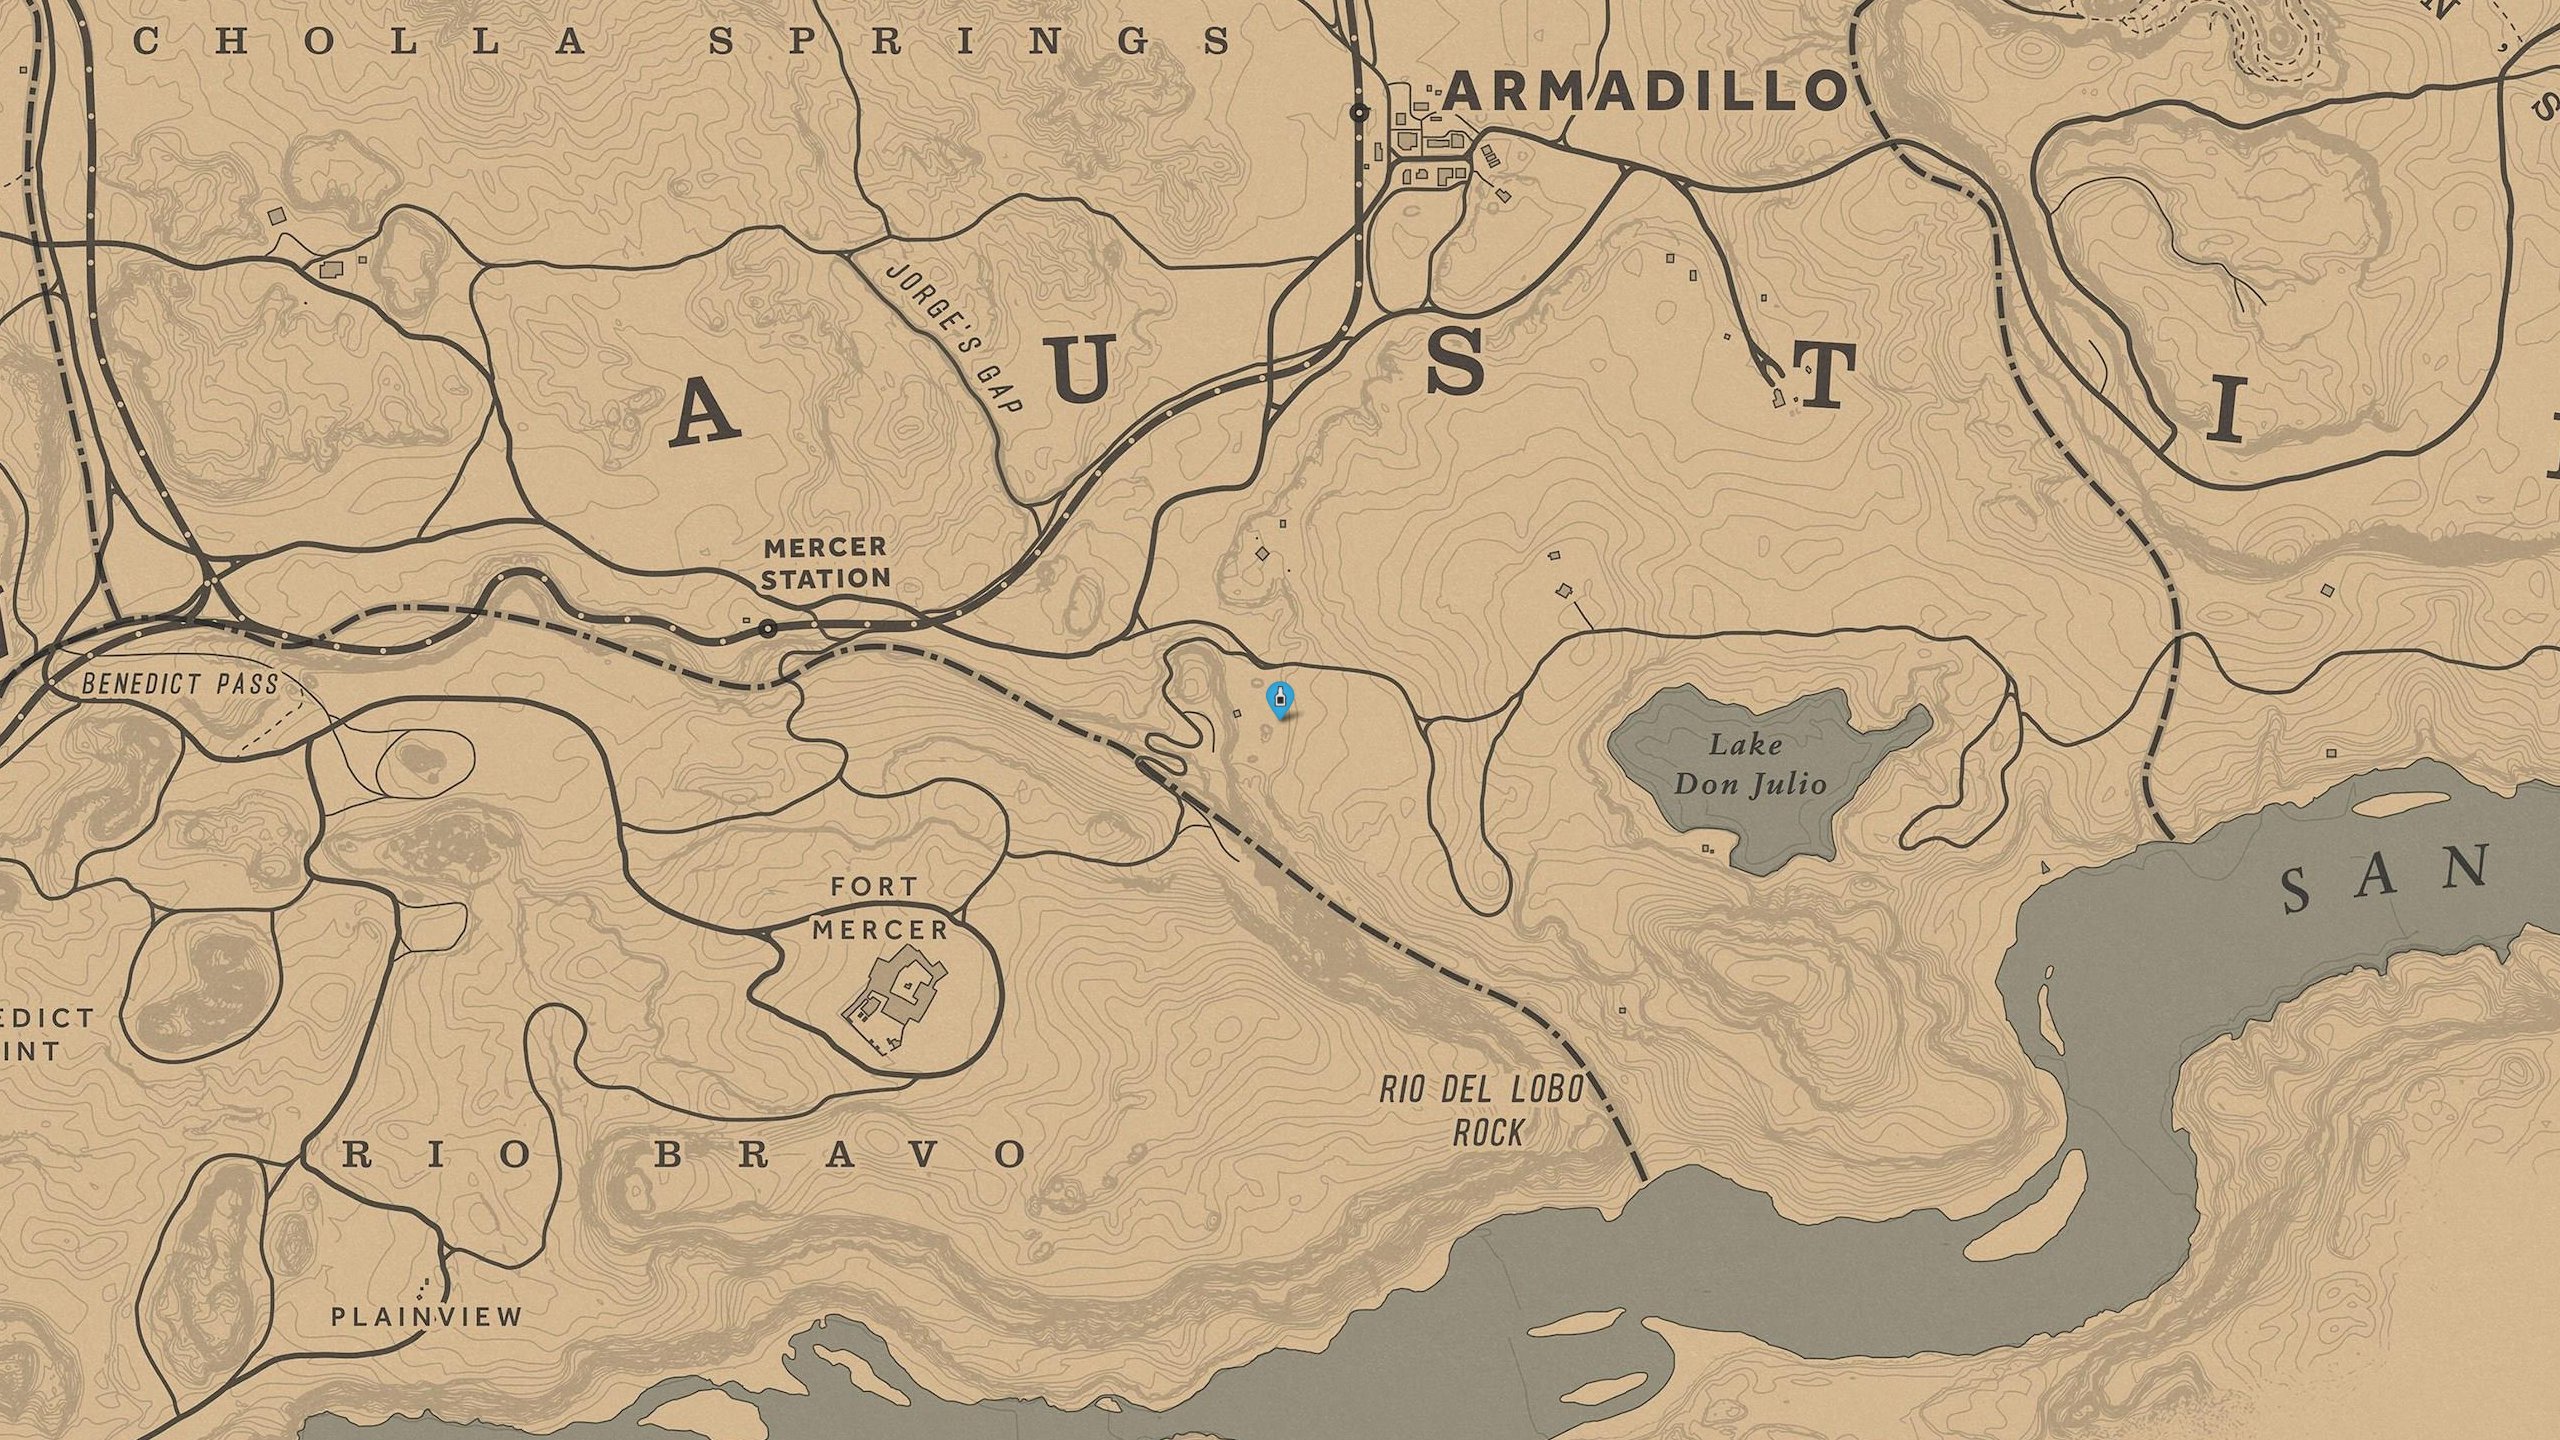 CHOLLA SPRINGS
N
ARMADILLO
S
JORGE'S GAP
AUSTI
MERCER
STATION
BENEDICT PASS
Lake
Don Julio
SAN
FORT
MERCER
EDICT
INT
RIO DEL LOBO
ROCK
RIO BRAVO
PLAINVIEW